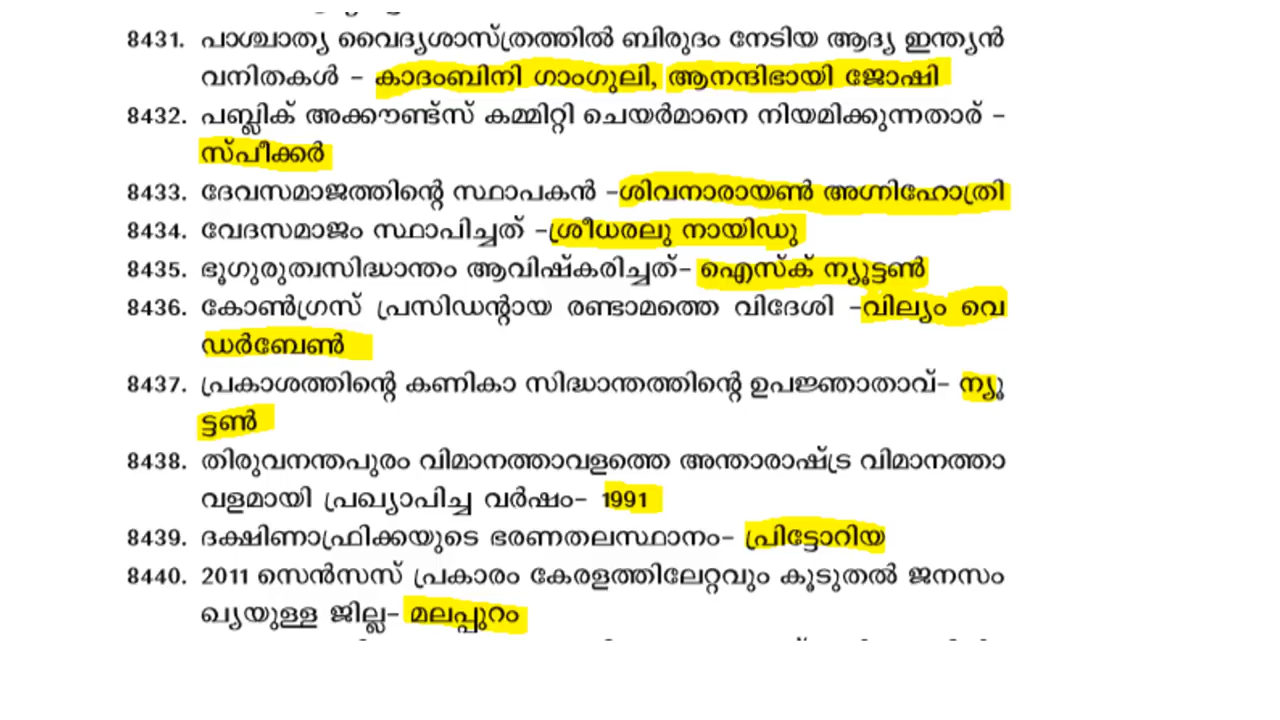 8431. പാശ്ചാത്യ വൈദ്യശാസ്ത്രത്തിൽ ബിരുദം നേടിയ ആദ്യ ഇന്ത്യൻ
വനിതകൾ - കാദംബിനി ഗാംഗുലി, ആനന്ദിഭായി ജോഷി
8432. പബ്ലിക് അക്കൗണ്ട്സ് കമ്മിറ്റി ചെയർമാനെ നിയമിക്കുന്നതാര് -
സ്പീക്കർ
8433. ദേവസമാജത്തിന്റെ സ്ഥാപകൻ -ശിവനാരായൺ അഗ്നിഹോത്രി
8434. വേദസമാജം സ്ഥാപിച്ചത് -ശ്രീധരലു നായിഡു
8435. ഭൂഗുരുത്വസിദ്ധാന്തം ആവിഷ്കരിച്ചത്- ഐസ്ക് ന്യൂട്ടൺ
8436. കോൺഗ്രസ് പ്രസിഡന്റായ രണ്ടാമത്തെ വിദേശി -വില്യം വെ
ഡർബേൺ
8437. പ്രകാശത്തിന്റെ കണികാ സിദ്ധാന്തത്തിന്റെ ഉപജ്ഞാതാവ്- ന്യൂ
ട്ടൺ
8438. തിരുവനന്തപുരം വിമാനത്താവളത്തെ അന്താരാഷ്ട്ര വിമാനത്താ
വളമായി പ്രഖ്യാപിച്ച വർഷം- 1991
8439. ദക്ഷിണാഫ്രിക്കയുടെ ഭരണതലസ്ഥാനം- പ്രിട്ടോറിയ
8440. 2011 സെൻസസ് പ്രകാരം കേരളത്തിലേറ്റവും കൂടുതൽ ജനസം
ഖ്യയുള്ള ജില്ല- മലപ്പുറം